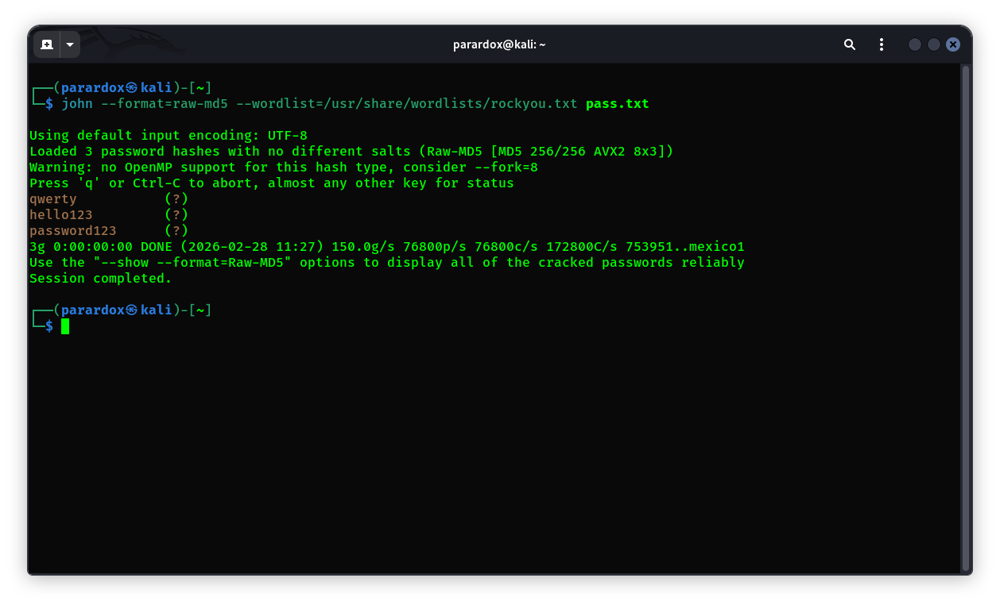 parardox@kali: ~
┌──(parardox㉿kali)-[~]
└─$ john --format=raw-md5 --wordlist=/usr/share/wordlists/rockyou.txt pass.txt
Using default input encoding: UTF-8
Loaded 3 password hashes with no different salts (Raw-MD5 [MD5 256/256 AVX2 8x3])
Warning: no OpenMP support for this hash type, consider --fork=8
Press 'q' or Ctrl-C to abort, almost any other key for status
qwerty           (?)
hello123         (?)
password123      (?)
3g 0:00:00:00 DONE (2026-02-28 11:27) 150.0g/s 76800p/s 76800c/s 172800C/s 753951..mexico1
Use the "--show --format=Raw-MD5" options to display all of the cracked passwords reliably
Session completed.
┌──(parardox㉿kali)-[~]
└─$